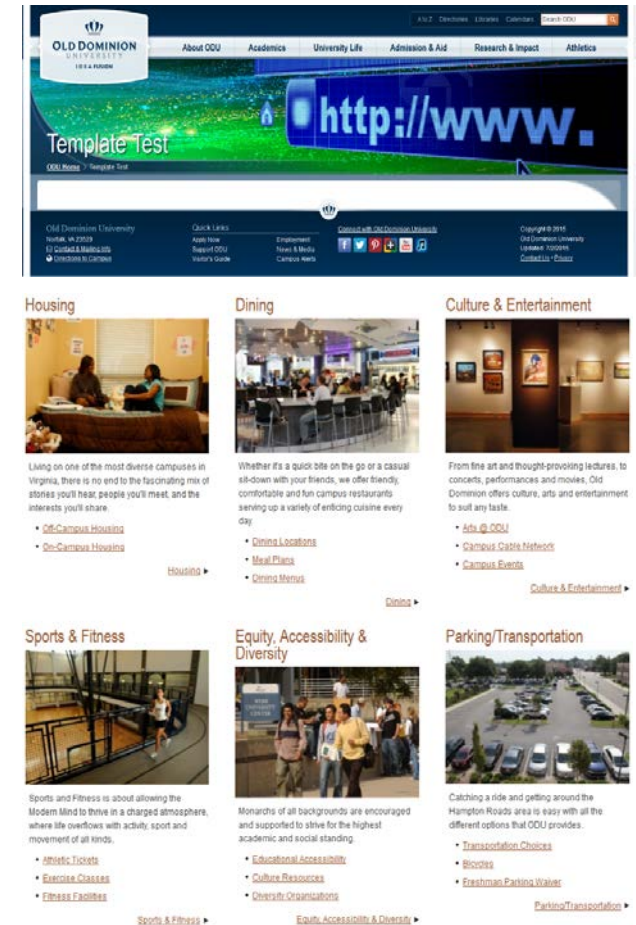 A to Z Directories Libraries Calendars Search ODU
OLD DOMINION
UNIVERSITY
IDEA FUSION
About ODU Academics University Life Admission & Aid Research & Impact Athletics
http://www.
Template Test
ODU Home > Template Test
Old Dominion University
Norfolk, VA 23529
Contact & Mailing Info
Directions to Campus
Quick Links
Apply Now
Support ODU
Visitor's Guide
Employment
News & Media
Campus Alerts
Connect with Old Dominion University
Copyright © 2015
Old Dominion University
Updated: 7/2/2015
Contact Us • Privacy
Housing
Living on one of the most diverse campuses in
Virginia, there is no end to the fascinating mix of
stories you'll hear, people you'll meet, and the
interests you'll share.
• Off-Campus Housing
• On-Campus Housing
Housing ▸
Dining
Whether it's a quick bite on the go or a casual
sit-down with your friends, we offer friendly,
comfortable and fun campus restaurants
serving up a variety of enticing cuisine every
day.
• Dining Locations
• Meal Plans
• Dining Menus
Dining ▸
Culture & Entertainment
From fine art and thought-provoking lectures, to
concerts, performances and movies, Old
Dominion offers culture, arts and entertainment
to suit any taste.
• Arts @ ODU
• Campus Cable Network
• Campus Events
Culture & Entertainment ▸
Sports & Fitness
Sports and Fitness is about allowing the
Modern Mind to thrive in a charged atmosphere,
where life overflows with activity, sport and
movement of all kinds.
• Athletic Tickets
• Exercise Classes
• Fitness Facilities
Sports & Fitness ▸
Equity, Accessibility &
Diversity
WEBB
UNIVERSITY
CENTER
Monarchs of all backgrounds are encouraged
and supported to strive for the highest
academic and social standing.
• Educational Accessibility
• Culture Resources
• Diversity Organizations
Equity, Accessibility & Diversity ▸
Parking/Transportation
Catching a ride and getting around the
Hampton Roads area is easy with all the
different options that ODU provides.
• Transportation Choices
• Bicycles
• Freshman Parking Waiver
Parking/Transportation ▸